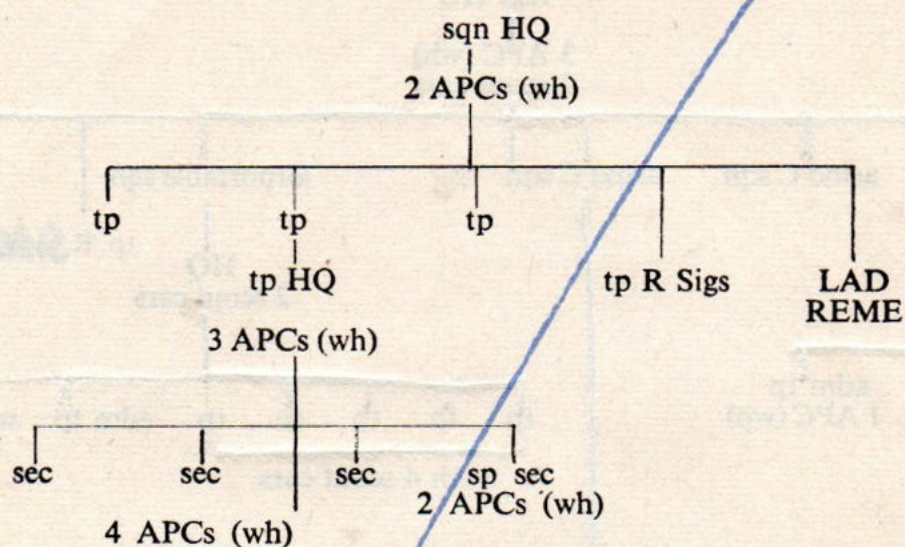 sqn HQ
2 APCs (wh)
tp tp tp
tp HQ tp R Sigs LAD
REME
3 APCs (wh)
sec sec sec sp sec
2 APCs (wh)
4 APCs (wh)